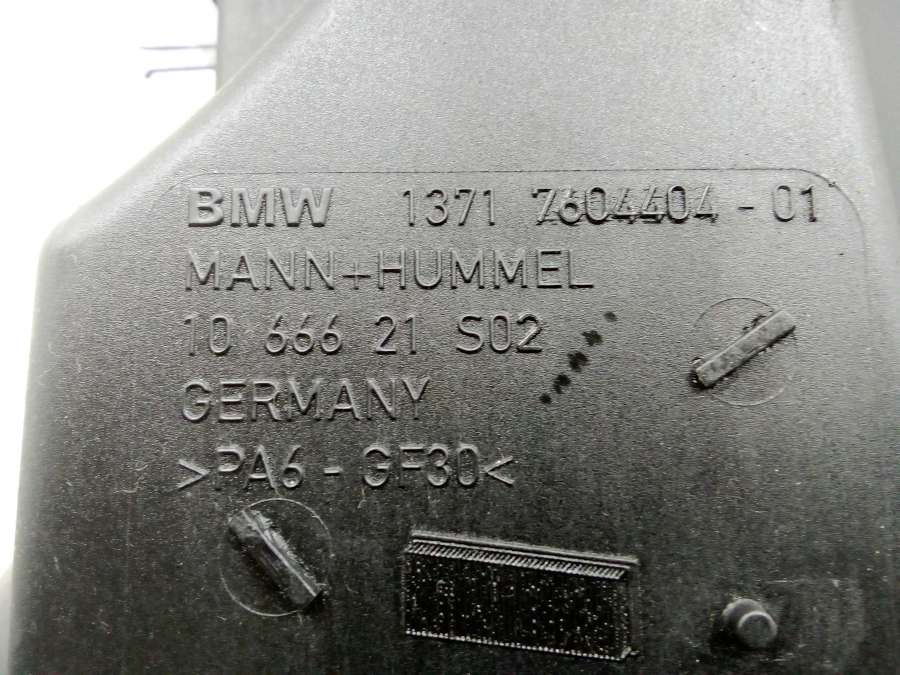 BMW 1371 7604404-01
MANN+HUMMEL
10 666 21 S02
GERMANY
>PA6-GF30<